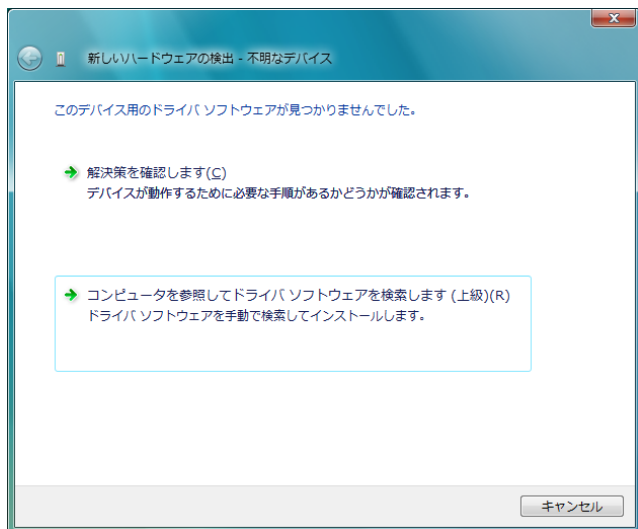 新しいハードウェアの検出 - 不明なデバイス
このデバイス用のドライバ ソフトウェアが見つかりませんでした。
解決策を確認します(C)
デバイスが動作するために必要な手順があるかどうかが確認されます。
コンピュータを参照してドライバ ソフトウェアを検索します (上級)(R)
ドライバ ソフトウェアを手動で検索してインストールします。
キャンセル